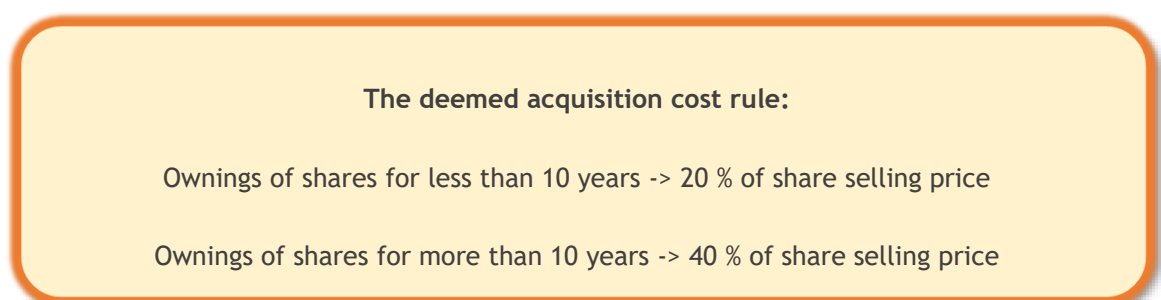 The deemed acquisition cost rule:
Ownings of shares for less than 10 years -> 20 % of share selling price
Ownings of shares for more than 10 years -> 40 % of share selling price